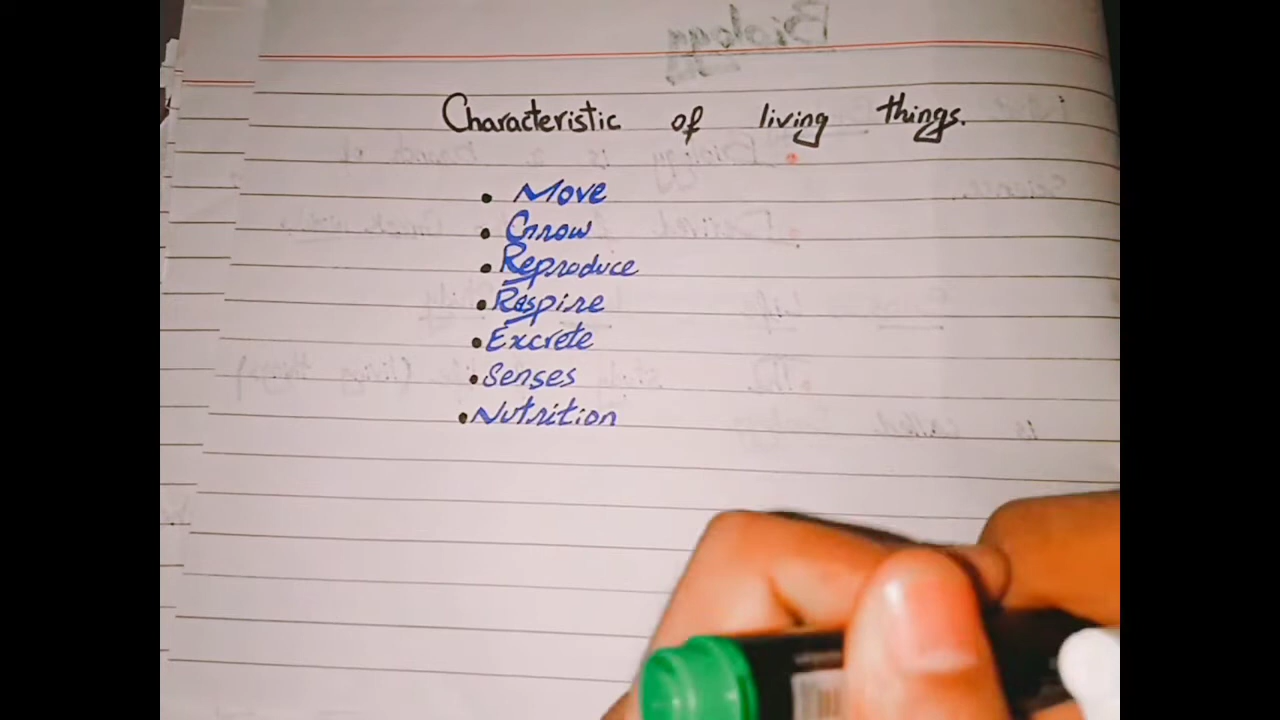 Characteristic of living things.
• Move
• Grow
• Reproduce
• Respire
• Excrete
• Senses
• Nutrition